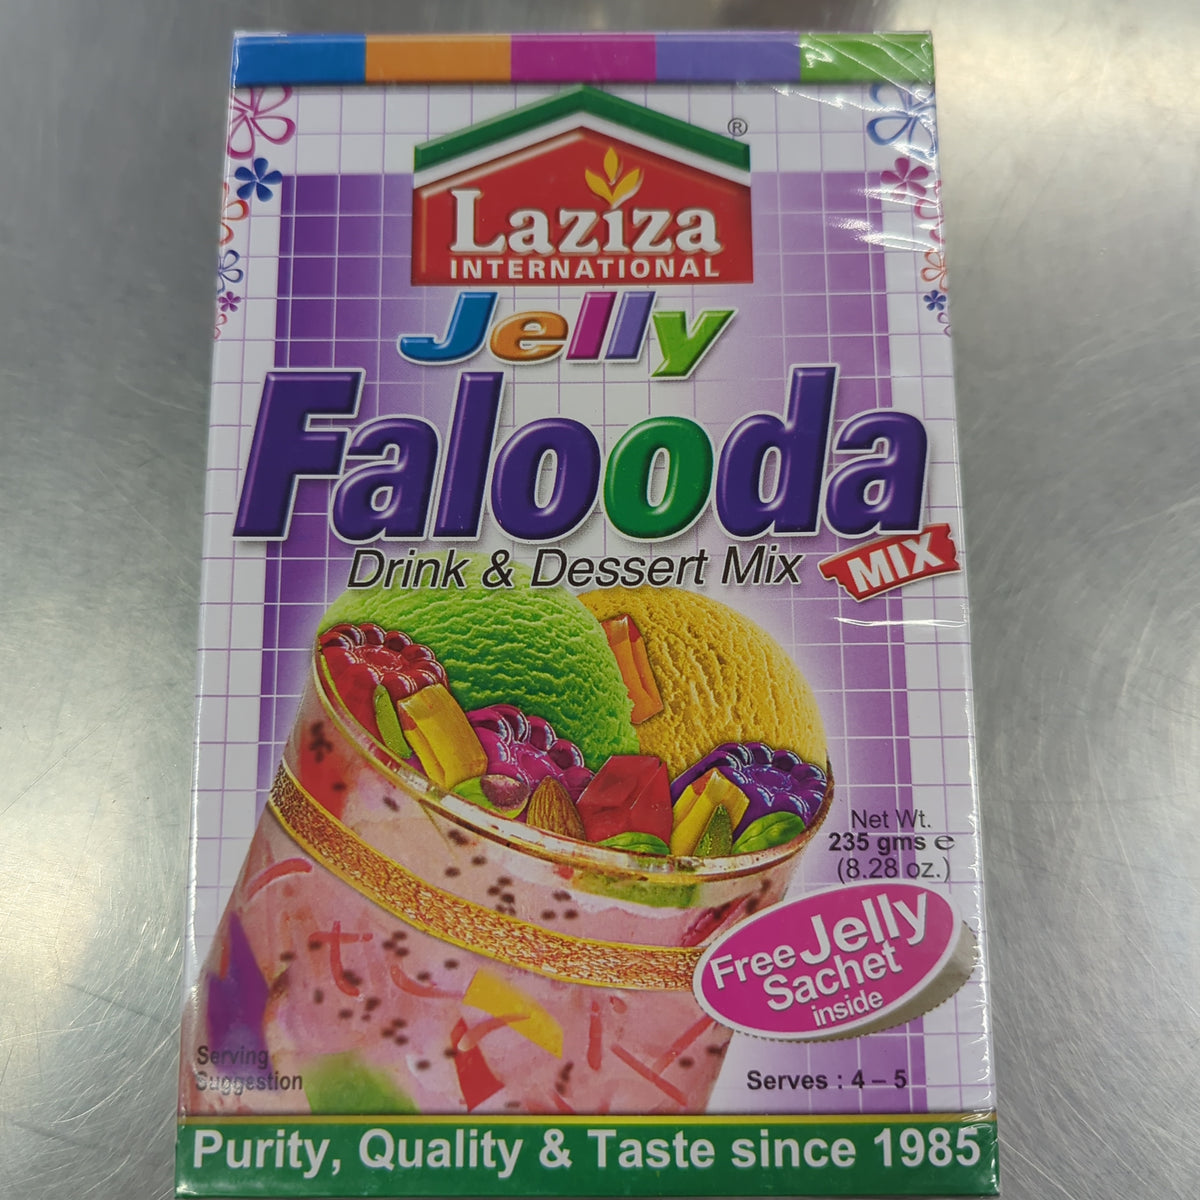 Laziza
®
INTERNATIONAL
Jelly
Falooda
Drink & Dessert Mix
MIX
Net Wt.
235 gms e
(8.28 oz.)
Free Jelly
Sachet
inside
Serving
Suggestion
Serves : 4 – 5
Purity, Quality & Taste since 1985